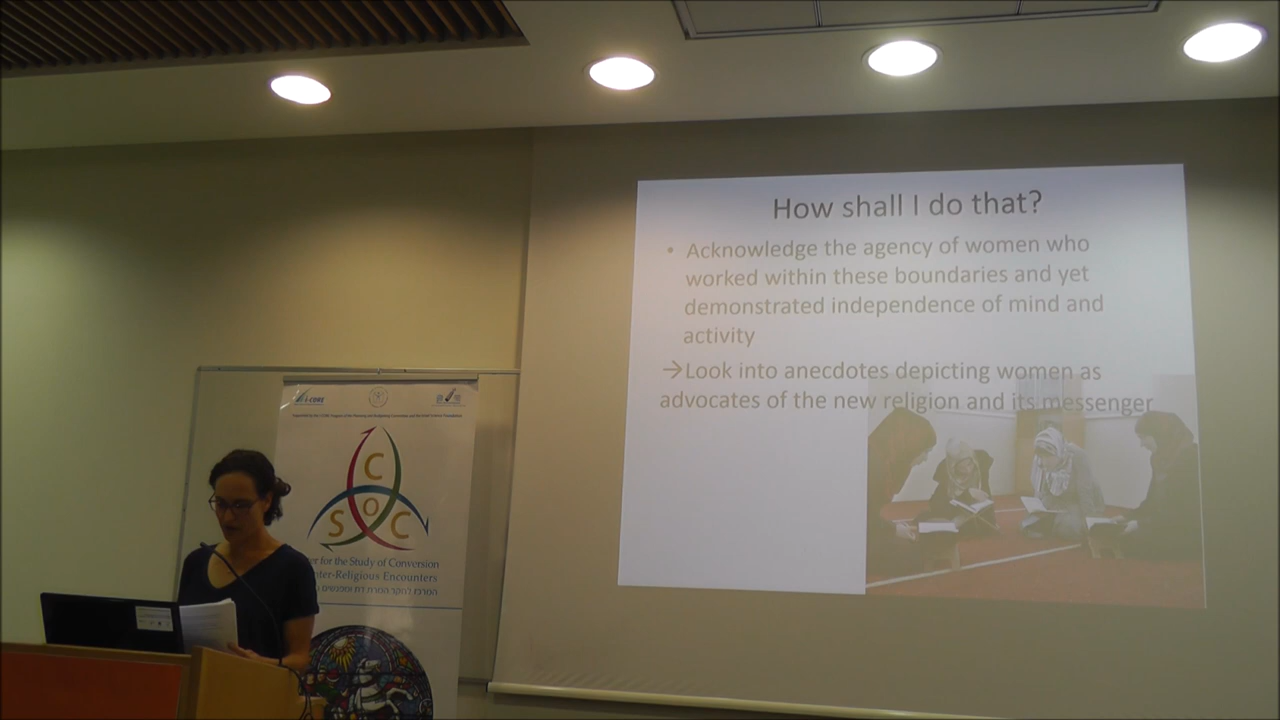 How shall I do that?
• Acknowledge the agency of women who
worked within these boundaries and yet
demonstrated independence of mind and
activity
→Look into anecdotes depicting women as
advocates of the new religion and its messenger
I-CORE
C
S O C
for the Study of Conversion
Inter-Religious Encounters